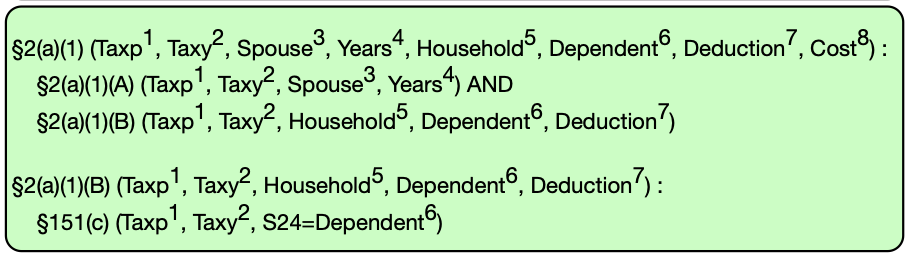 §2(a)(1) (Taxp¹, Taxy², Spouse³, Years⁴, Household⁵, Dependent⁶, Deduction⁷, Cost⁸) :
§2(a)(1)(A) (Taxp¹, Taxy², Spouse³, Years⁴) AND
§2(a)(1)(B) (Taxp¹, Taxy², Household⁵, Dependent⁶, Deduction⁷)
§2(a)(1)(B) (Taxp¹, Taxy², Household⁵, Dependent⁶, Deduction⁷) :
§151(c) (Taxp¹, Taxy², S24=Dependent⁶)